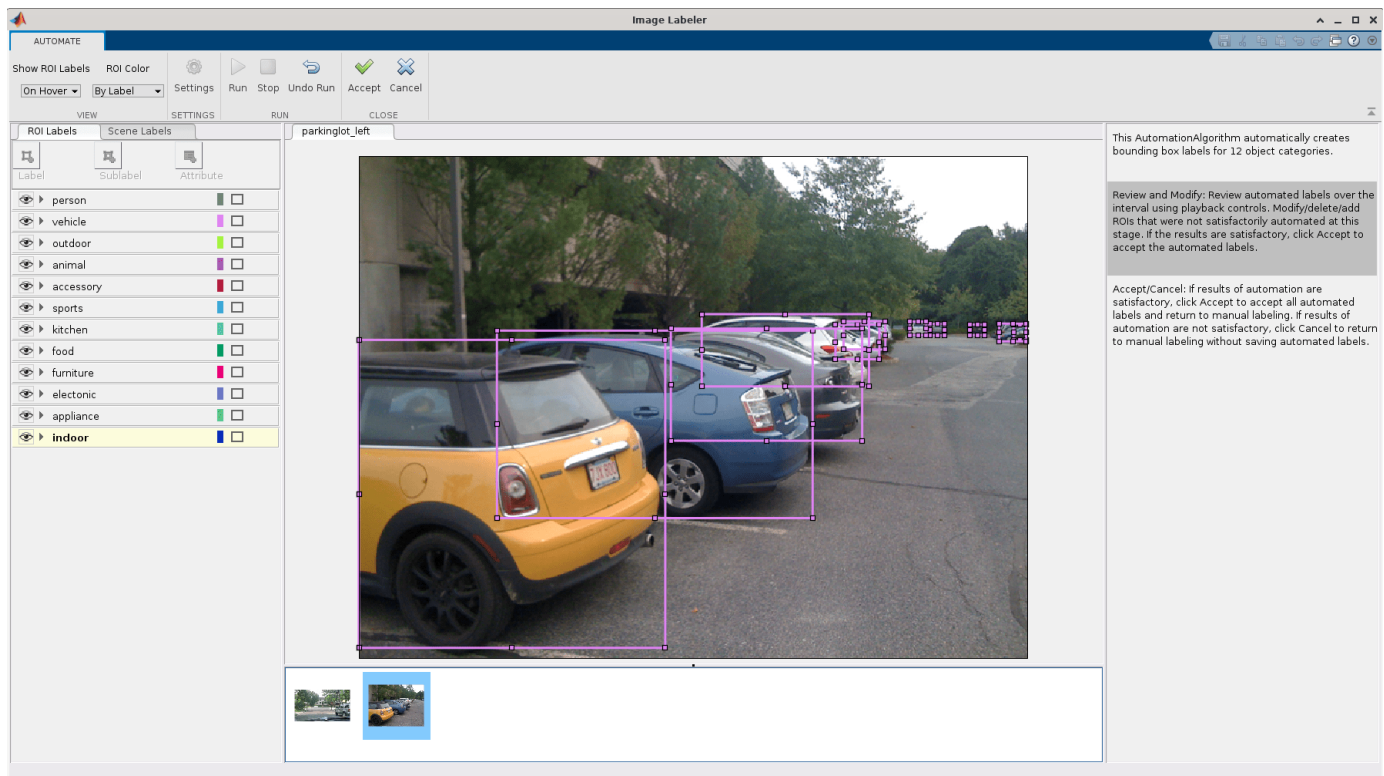 Image Labeler
AUTOMATE
Show ROI Labels
ROI Color
On Hover
By Label
Settings
Run
Stop
Undo Run
Accept
Cancel
VIEW
SETTINGS
RUN
CLOSE
ROI Labels
Scene Labels
Label
Sublabel
Attribute
person
vehicle
outdoor
animal
accessory
sports
kitchen
food
furniture
electonic
appliance
indoor
parkinglot_left
This AutomationAlgorithm automatically creates
bounding box labels for 12 object categories.
Review and Modify: Review automated labels over the
interval using playback controls. Modify/delete/add
ROIs that were not satisfactorily automated at this
stage. If the results are satisfactory, click Accept to
accept the automated labels.
Accept/Cancel: If results of automation are
satisfactory, click Accept to accept all automated
labels and return to manual labeling. If results of
automation are not satisfactory, click Cancel to return
to manual labeling without saving automated labels.